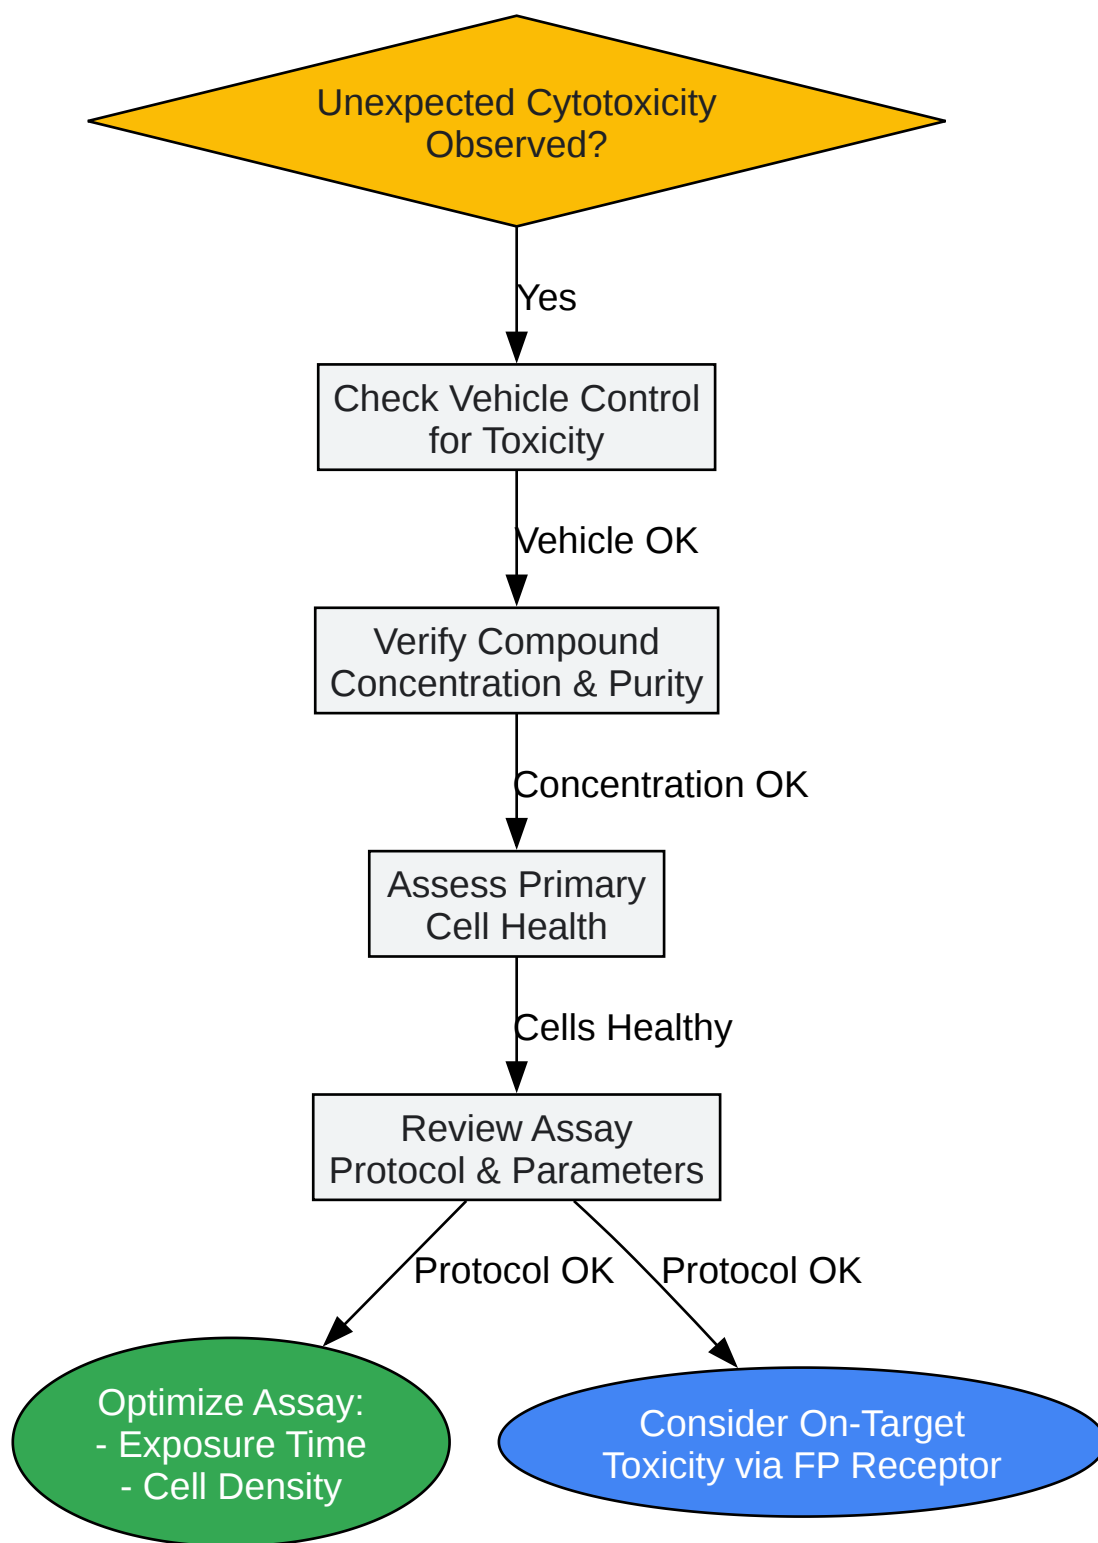 Unexpected Cytotoxicity
Observed?
Yes
Check Vehicle Control
for Toxicity
Vehicle OK
Verify Compound
Concentration & Purity
Concentration OK
Assess Primary
Cell Health
Cells Healthy
Review Assay
Protocol & Parameters
Protocol OK
Protocol OK
Optimize Assay:
- Exposure Time
- Cell Density
Consider On-Target
Toxicity via FP Receptor